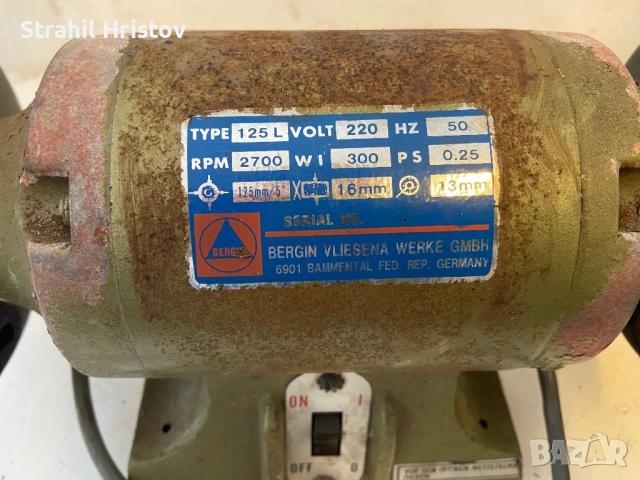 Strahil Hristov
TYPE 125 L VOLT 220 HZ 50
RPM 2700 W1 300 PS 0.25
125mm/5" 16mm 13mm
SERIAL NO.
BERGIN
BERGIN VLIESENA WERKE GMBH
6901 BAMMENTAL FED. REP. GERMANY
ON I
OFF 0
BAZAR